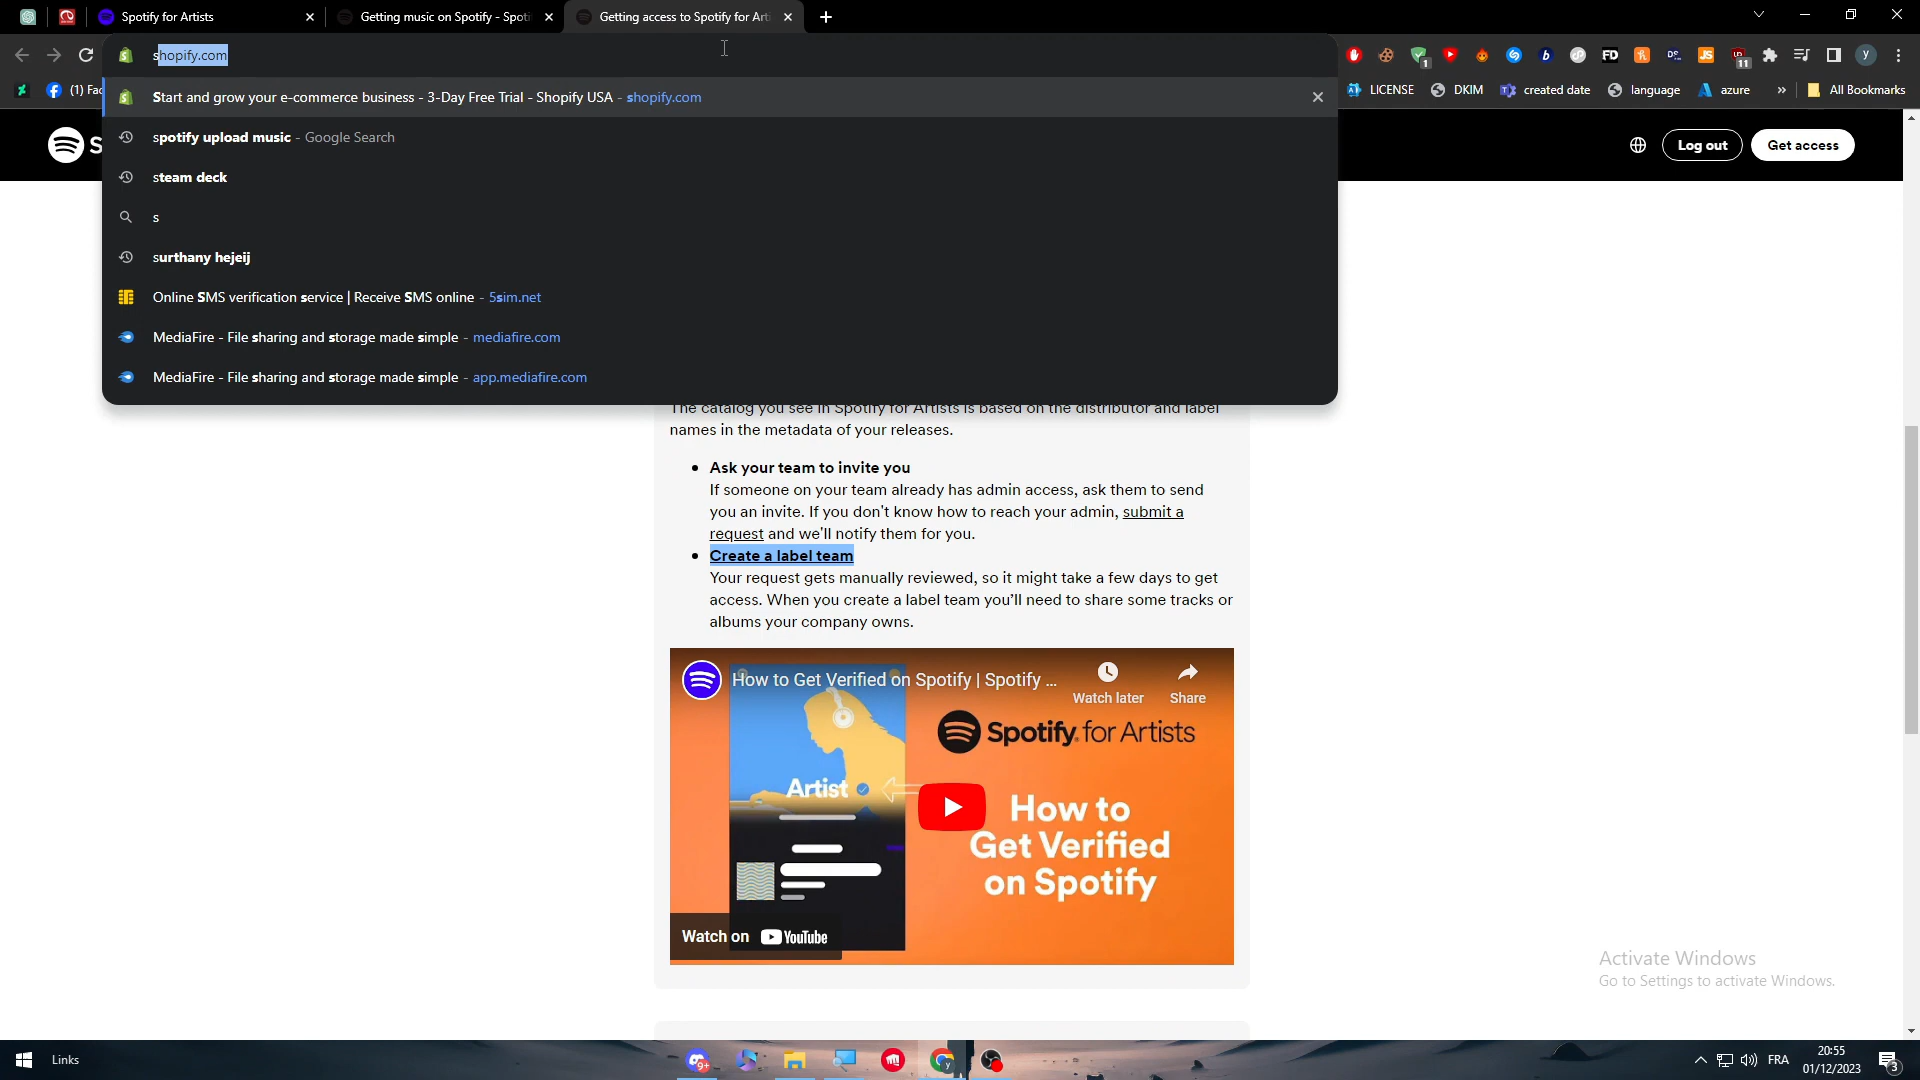 Spotify for Artists
Getting music on Spotify - Spoti
Getting access to Spotify for Art
shopify.com
11
1
y
(1) Fac
LICENSE
DKIM
created date
language
azure
»
All Bookmarks
Start and grow your e-commerce business - 3-Day Free Trial - Shopify USA - shopify.com
spotify upload music - Google Search
steam deck
s
surthany hejeij
Online SMS verification service | Receive SMS online - 5sim.net
MediaFire - File sharing and storage made simple - mediafire.com
MediaFire - File sharing and storage made simple - app.mediafire.com
S
Log out
Get access
The catalog you see in Spotify for Artists is based on the distributor and label
names in the metadata of your releases.
Ask your team to invite you
If someone on your team already has admin access, ask them to send
you an invite. If you don't know how to reach your admin, submit a
request and we'll notify them for you.
Create a label team
Your request gets manually reviewed, so it might take a few days to get
access. When you create a label team you'll need to share some tracks or
albums your company owns.
How to Get Verified on Spotify | Spotify ...
Watch later
Share
Spotify for Artists
Artist
How to
Get Verified
on Spotify
Watch on YouTube
Activate Windows
Go to Settings to activate Windows.
Links
9+
FRA
20:55
01/12/2023
3